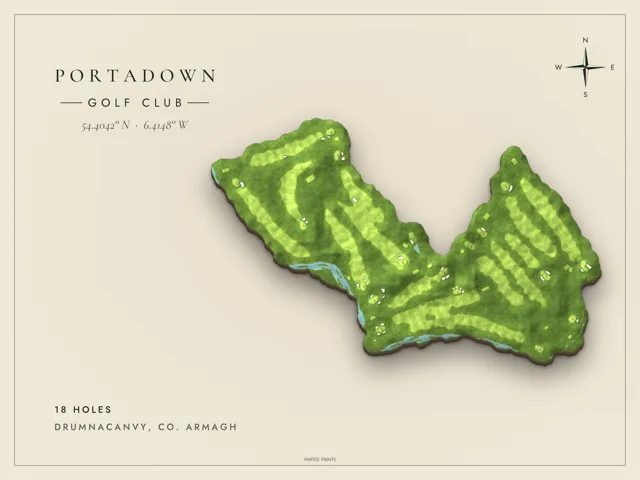 PORTADOWN
GOLF CLUB
54.4042° N · 6.4148° W
N
W E
S
18 HOLES
DRUMNACANVY, CO. ARMAGH
PARTEE PRINTS